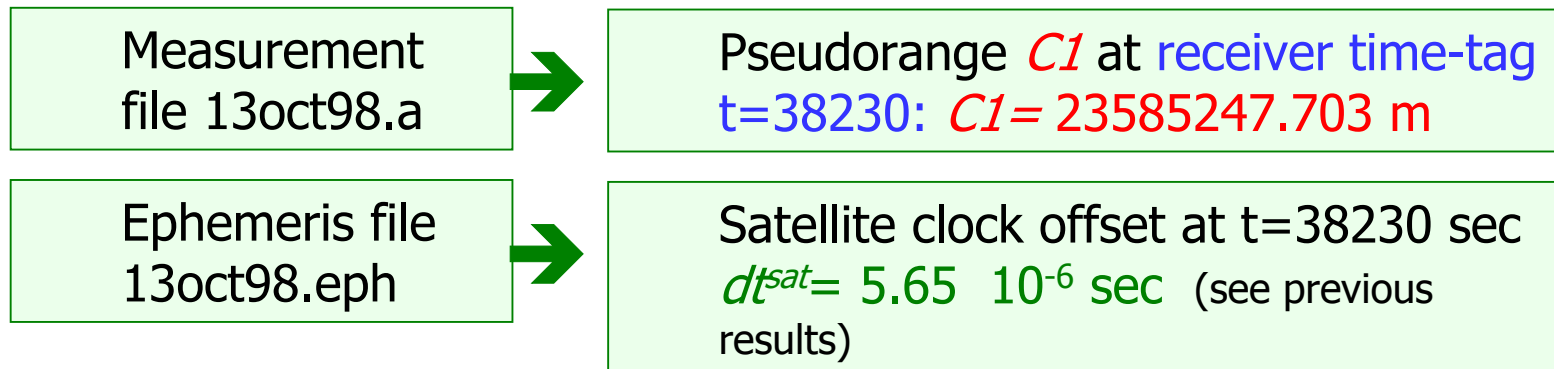 Measurement
file 13oct98.a
Pseudorange C1 at receiver time-tag
t=38230: C1= 23585247.703 m
Ephemeris file
13oct98.eph
Satellite clock offset at t=38230 sec
dtˢᵃᵗ= 5.65 10⁻⁶ sec (see previous
results)